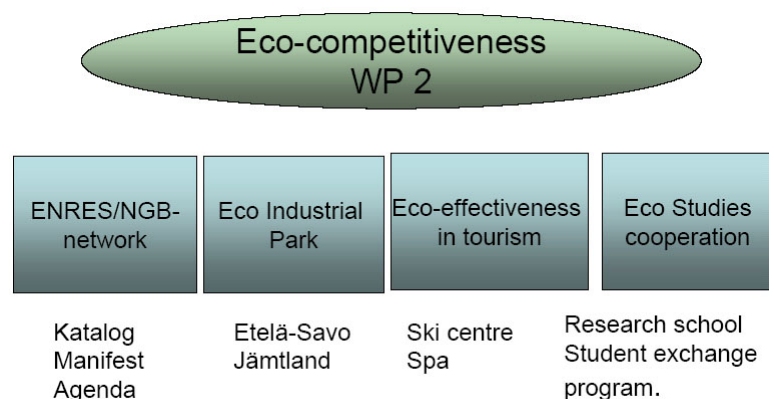 Eco-competitiveness
WP 2
ENRES/NGB-
network
Eco Industrial
Park
Eco-effectiveness
in tourism
Eco Studies
cooperation
Katalog
Manifest
Agenda
Etelä-Savo
Jämtland
Ski centre
Spa
Research school
Student exchange
program.